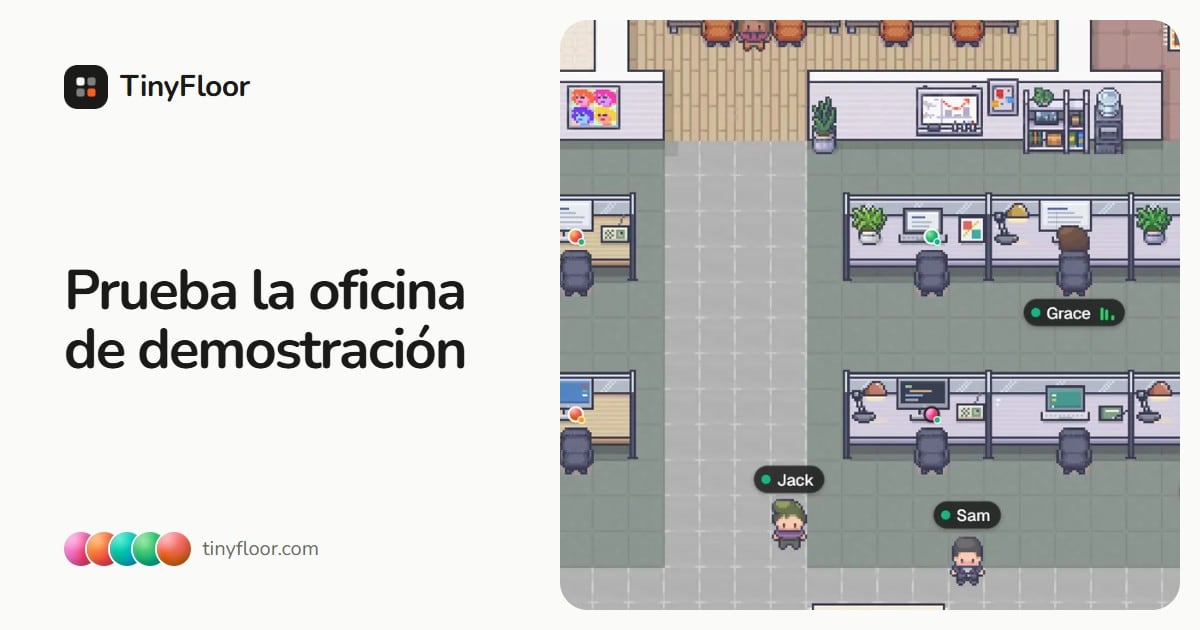 TinyFloor
Prueba la oficina
de demostración
tinyfloor.com
Grace
Jack
Sam